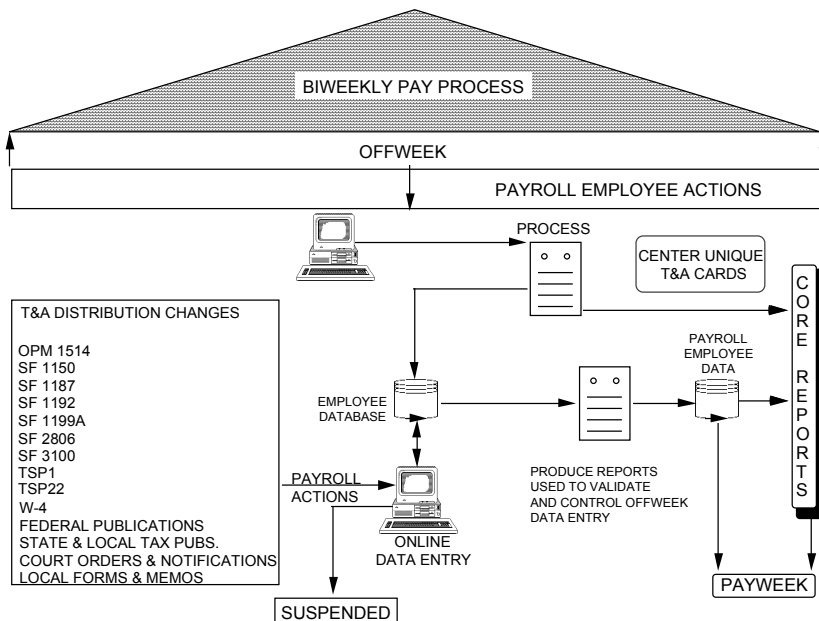 BIWEEKLY PAY PROCESS
OFFWEEK
PAYROLL EMPLOYEE ACTIONS
PROCESS
CENTER UNIQUE
T&A CARDS
CORE REPORTS
T&A DISTRIBUTION CHANGES
OPM 1514
SF 1150
SF 1187
SF 1192
SF 1199A
SF 2806
SF 3100
TSP1
TSP22
W-4
FEDERAL PUBLICATIONS
STATE & LOCAL TAX PUBS.
COURT ORDERS & NOTIFICATIONS
LOCAL FORMS & MEMOS
EMPLOYEE
DATABASE
PAYROLL
EMPLOYEE
DATA
PAYROLL
ACTIONS
ONLINE
DATA ENTRY
PRODUCE REPORTS
USED TO VALIDATE
AND CONTROL OFFWEEK
DATA ENTRY
SUSPENDED
PAYWEEK